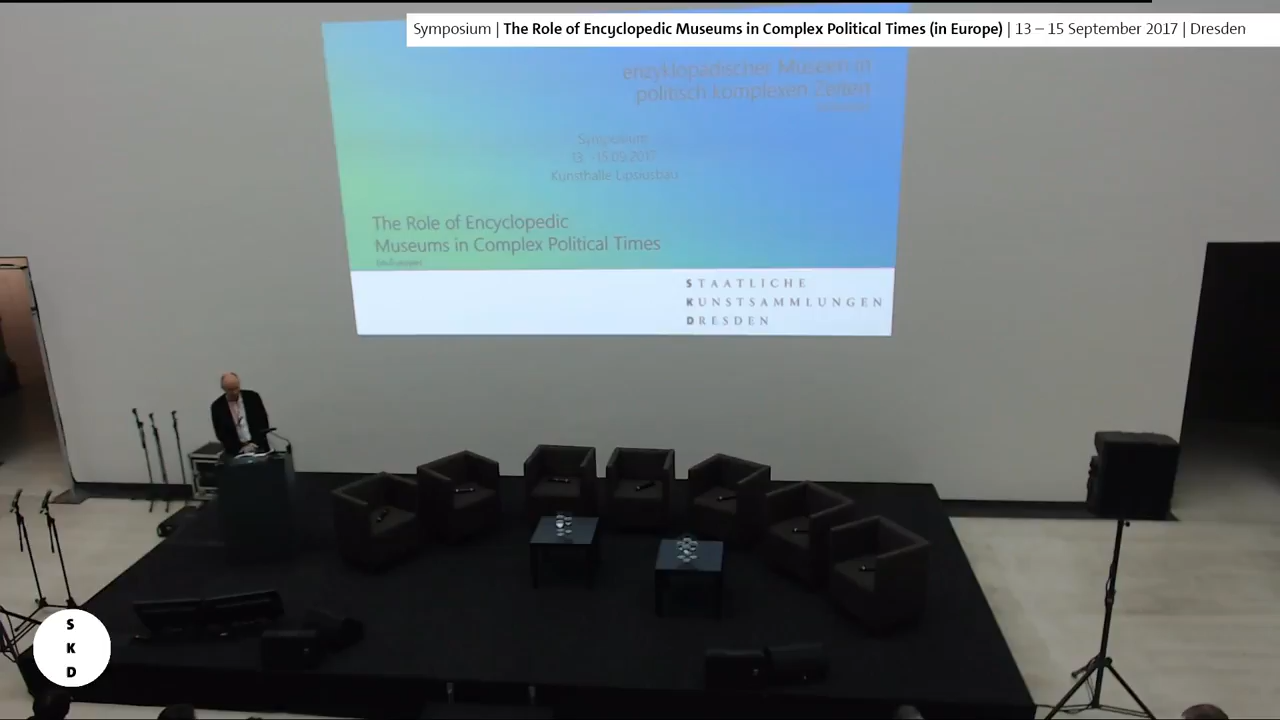 Symposium | The Role of Encyclopedic Museums in Complex Political Times (in Europe) | 13 – 15 September 2017 | Dresden
enzyklopädischer Museen in
politisch komplexen Zeiten
Symposium
13. - 15.09.2017
Kunsthalle Lipsiusbau
The Role of Encyclopedic
Museums in Complex Political Times
STAATLICHE
KUNSTSAMMLUNGEN
DRESDEN
S
K
D